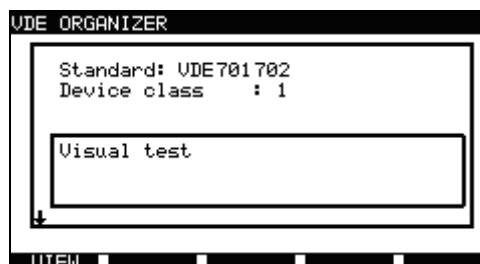 VDE ORGANIZER
Standard: VDE701702
Device class : 1
Visual test
VIEW